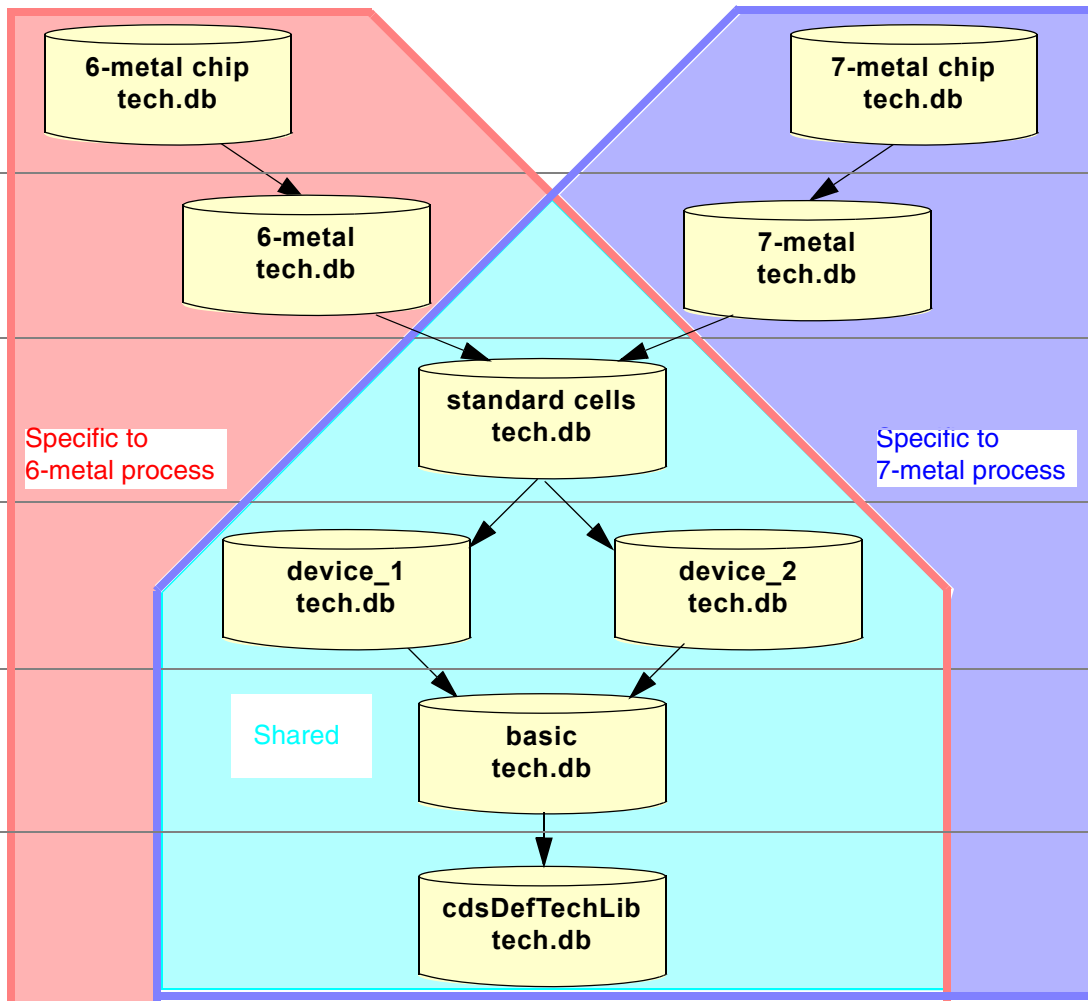 6-metal chip
tech.db
7-metal chip
tech.db
6-metal
tech.db
7-metal
tech.db
standard cells
tech.db
Specific to
6-metal process
Specific to
7-metal process
device_1
tech.db
device_2
tech.db
Shared
basic
tech.db
cdsDefTechLib
tech.db